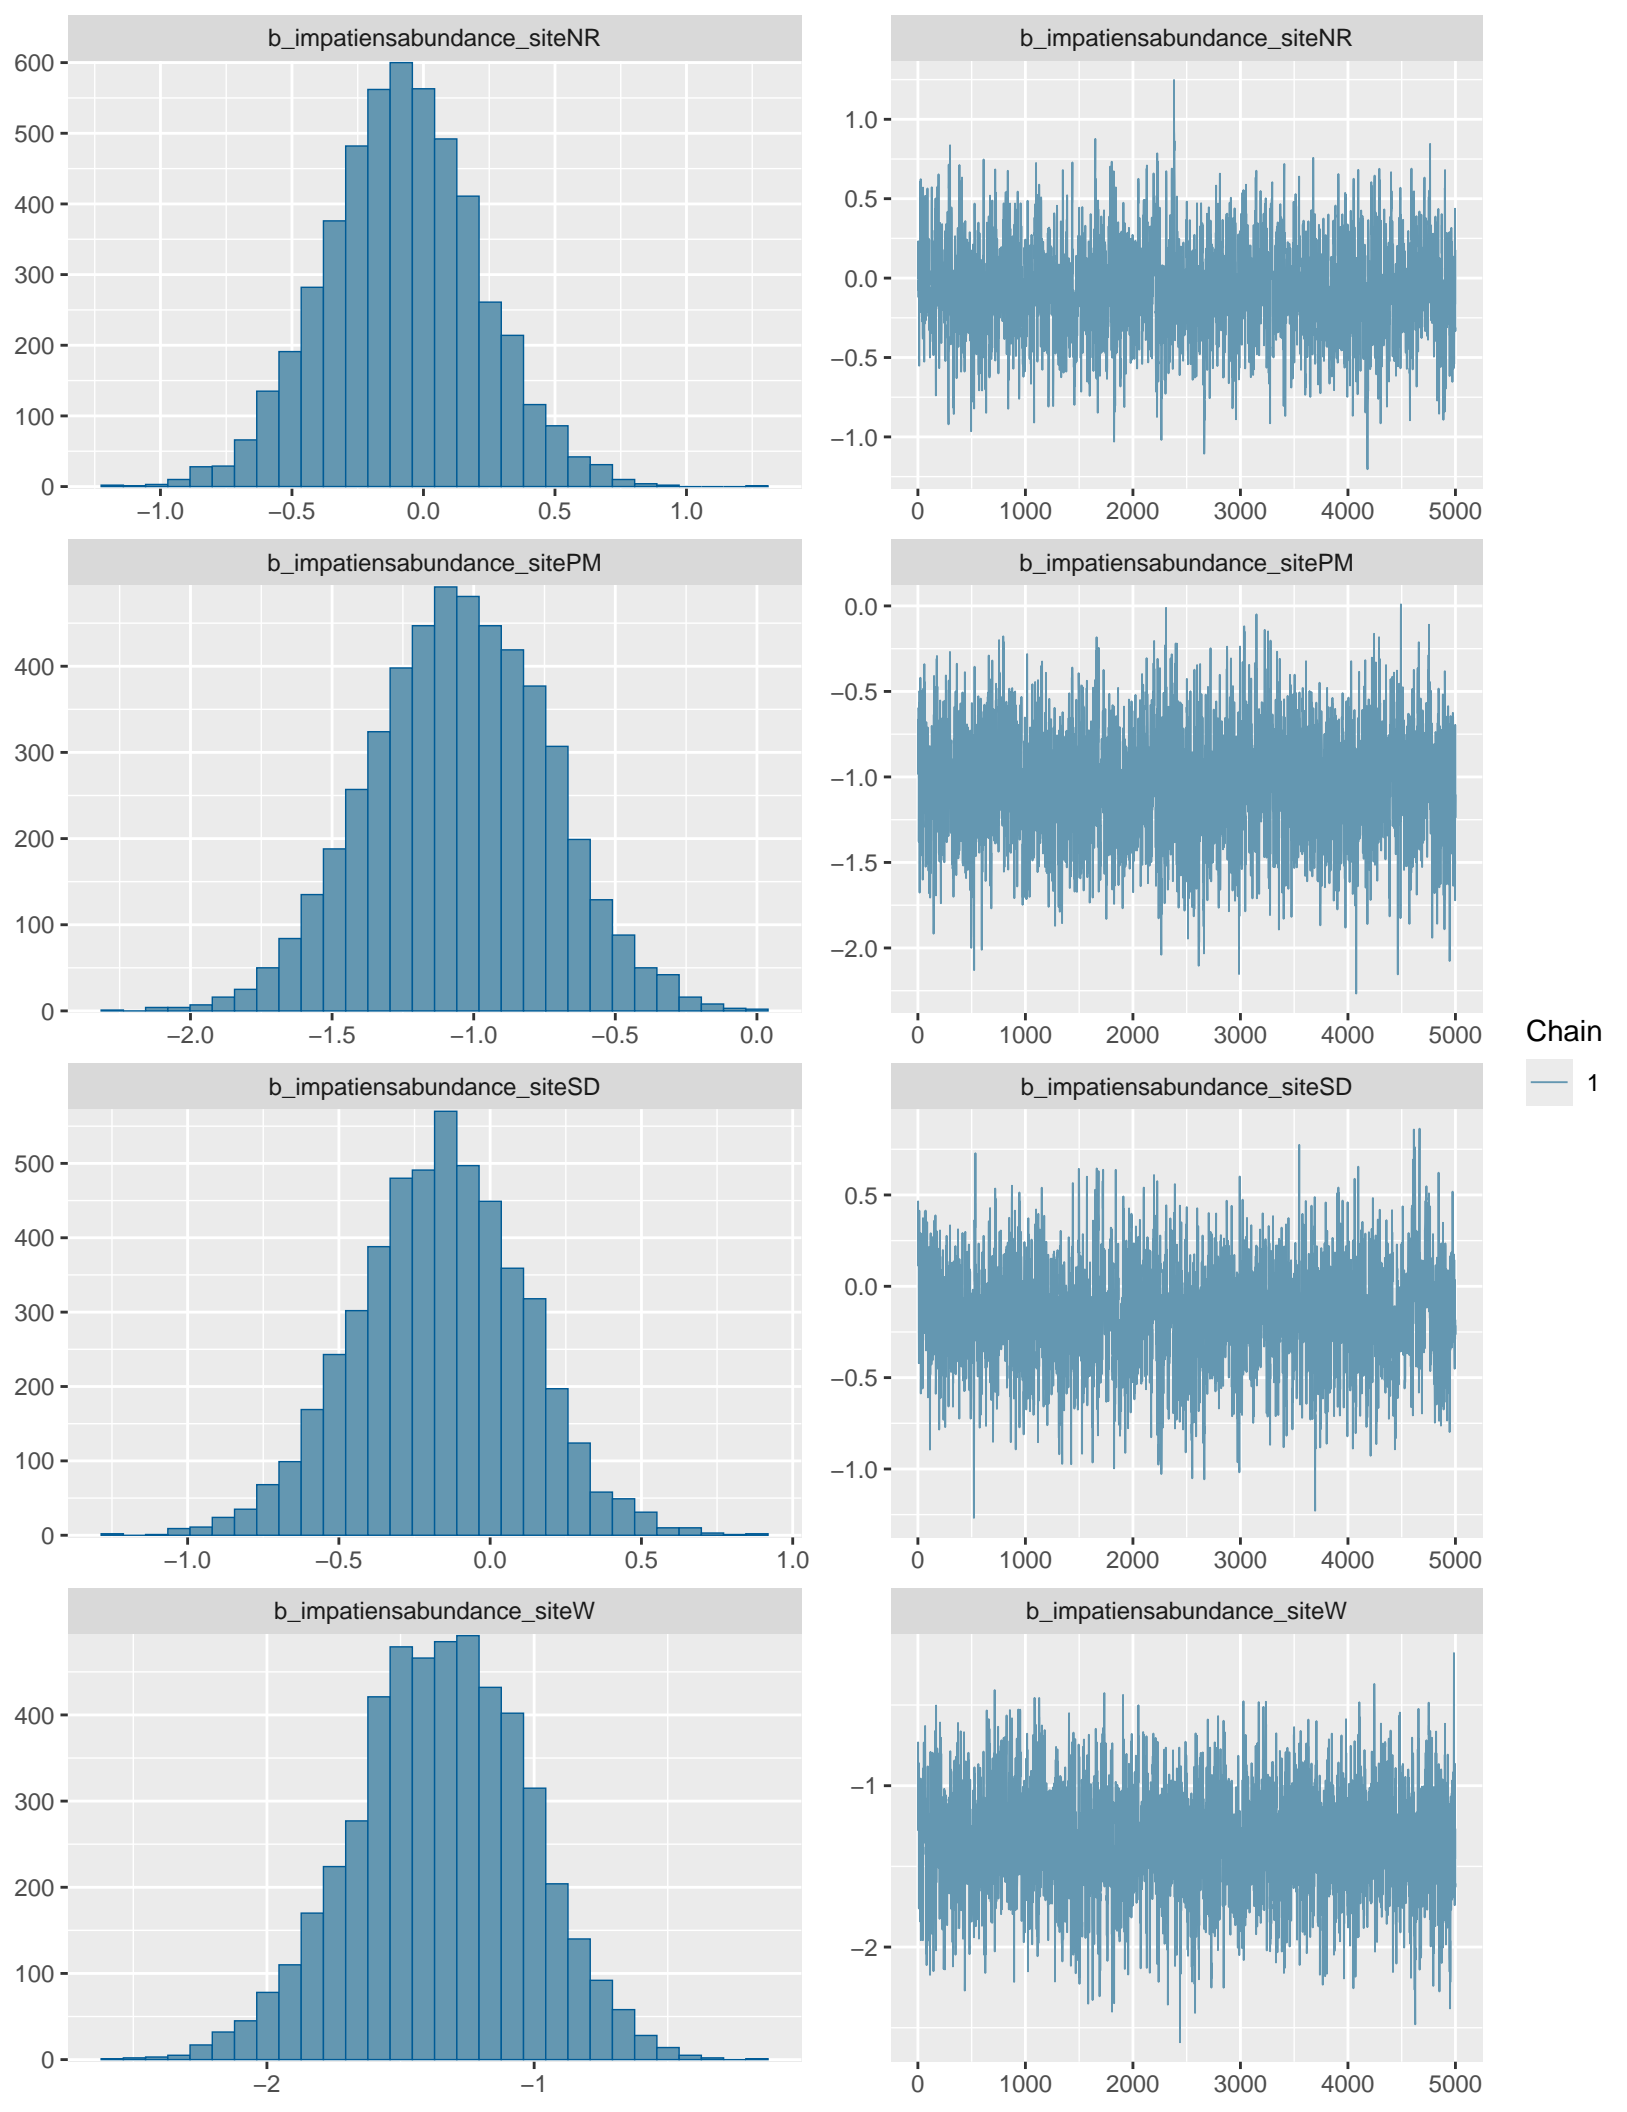 b_impatiensabundance_siteNR
600
500
400
300
200
100
0
−1.0 −0.5 0.0 0.5 1.0
b_impatiensabundance_siteNR
1.0
0.5
0.0
−0.5
−1.0
0 1000 2000 3000 4000 5000
b_impatiensabundance_sitePM
400
300
200
100
0
−2.0 −1.5 −1.0 −0.5 0.0
b_impatiensabundance_sitePM
0.0
−0.5
−1.0
−1.5
−2.0
0 1000 2000 3000 4000 5000
b_impatiensabundance_siteSD
500
400
300
200
100
0
−1.0 −0.5 0.0 0.5 1.0
b_impatiensabundance_siteSD
0.5
0.0
−0.5
−1.0
0 1000 2000 3000 4000 5000
b_impatiensabundance_siteW
400
300
200
100
0
−2 −1
b_impatiensabundance_siteW
−1
−2
0 1000 2000 3000 4000 5000
Chain
1